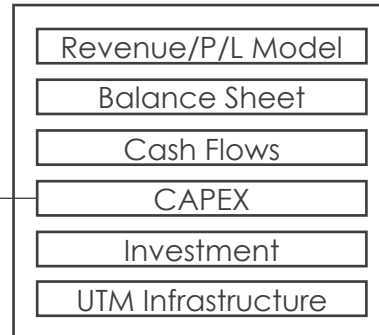 Revenue/P/L Model
Balance Sheet
Cash Flows
CAPEX
Investment
UTM Infrastructure